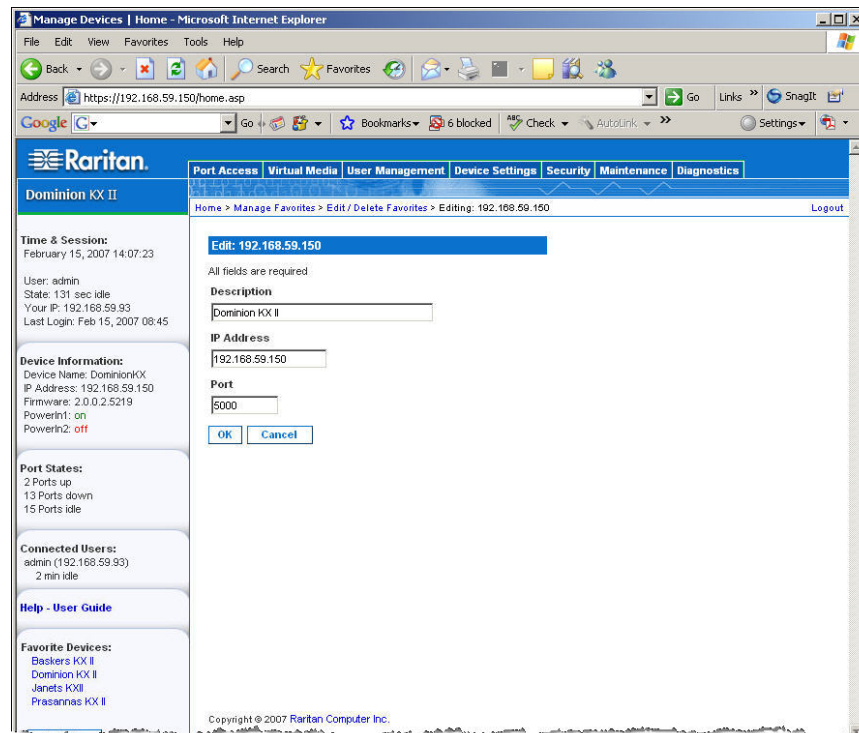 Manage Devices | Home - Microsoft Internet Explorer
File Edit View Favorites Tools Help
Back Search Favorites
Address https://192.168.59.150/home.asp Go Links » SnagIt
Google G Go Bookmarks 6 blocked ABC Check AutoLink » Settings
Raritan.
Dominion KX II
Port Access Virtual Media User Management Device Settings Security Maintenance Diagnostics
Home > Manage Favorites > Edit / Delete Favorites > Editing: 192.168.59.150 Logout
Time & Session:
February 15, 2007 14:07:23
User: admin
State: 131 sec idle
Your IP: 192.168.59.93
Last Login: Feb 15, 2007 08:45
Device Information:
Device Name: DominionKX
IP Address: 192.168.59.150
Firmware: 2.0.0.2.5219
PowerIn1: on
PowerIn2: off
Port States:
2 Ports up
13 Ports down
15 Ports idle
Connected Users:
admin (192.168.59.93)
2 min idle
Help - User Guide
Favorite Devices:
Baskers KX II
Dominion KX II
Janets KXII
Prasannas KX II
Edit: 192.168.59.150
All fields are required
Description
Dominion KX II
IP Address
192.168.59.150
Port
5000
OK Cancel
Copyright © 2007 Raritan Computer Inc.